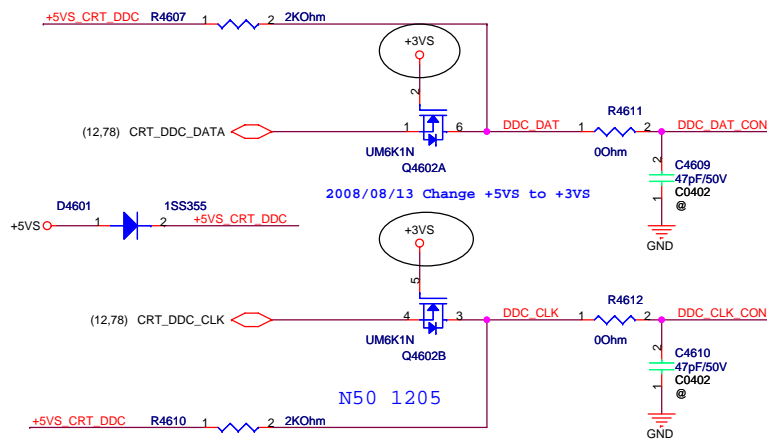 +5VS_CRT_DDC R4607 1 2 2KOhm
+3VS
2
(12,78) CRT_DDC_DATA 1 6 DDC_DAT 1 R4611 2 DDC_DAT_CON
UM6K1N
Q4602A
0Ohm
2 C4609
47pF/50V
1 C0402
@
GND
2008/08/13 Change +5VS to +3VS
D4601 1SS355
+5VS 1 2 +5VS_CRT_DDC
+3VS
5
(12,78) CRT_DDC_CLK 4 3 DDC_CLK 1 R4612 2 DDC_CLK_CON
UM6K1N
Q4602B
0Ohm
2 C4610
47pF/50V
1 C0402
@
GND
N50 1205
+5VS_CRT_DDC R4610 1 2 2KOhm